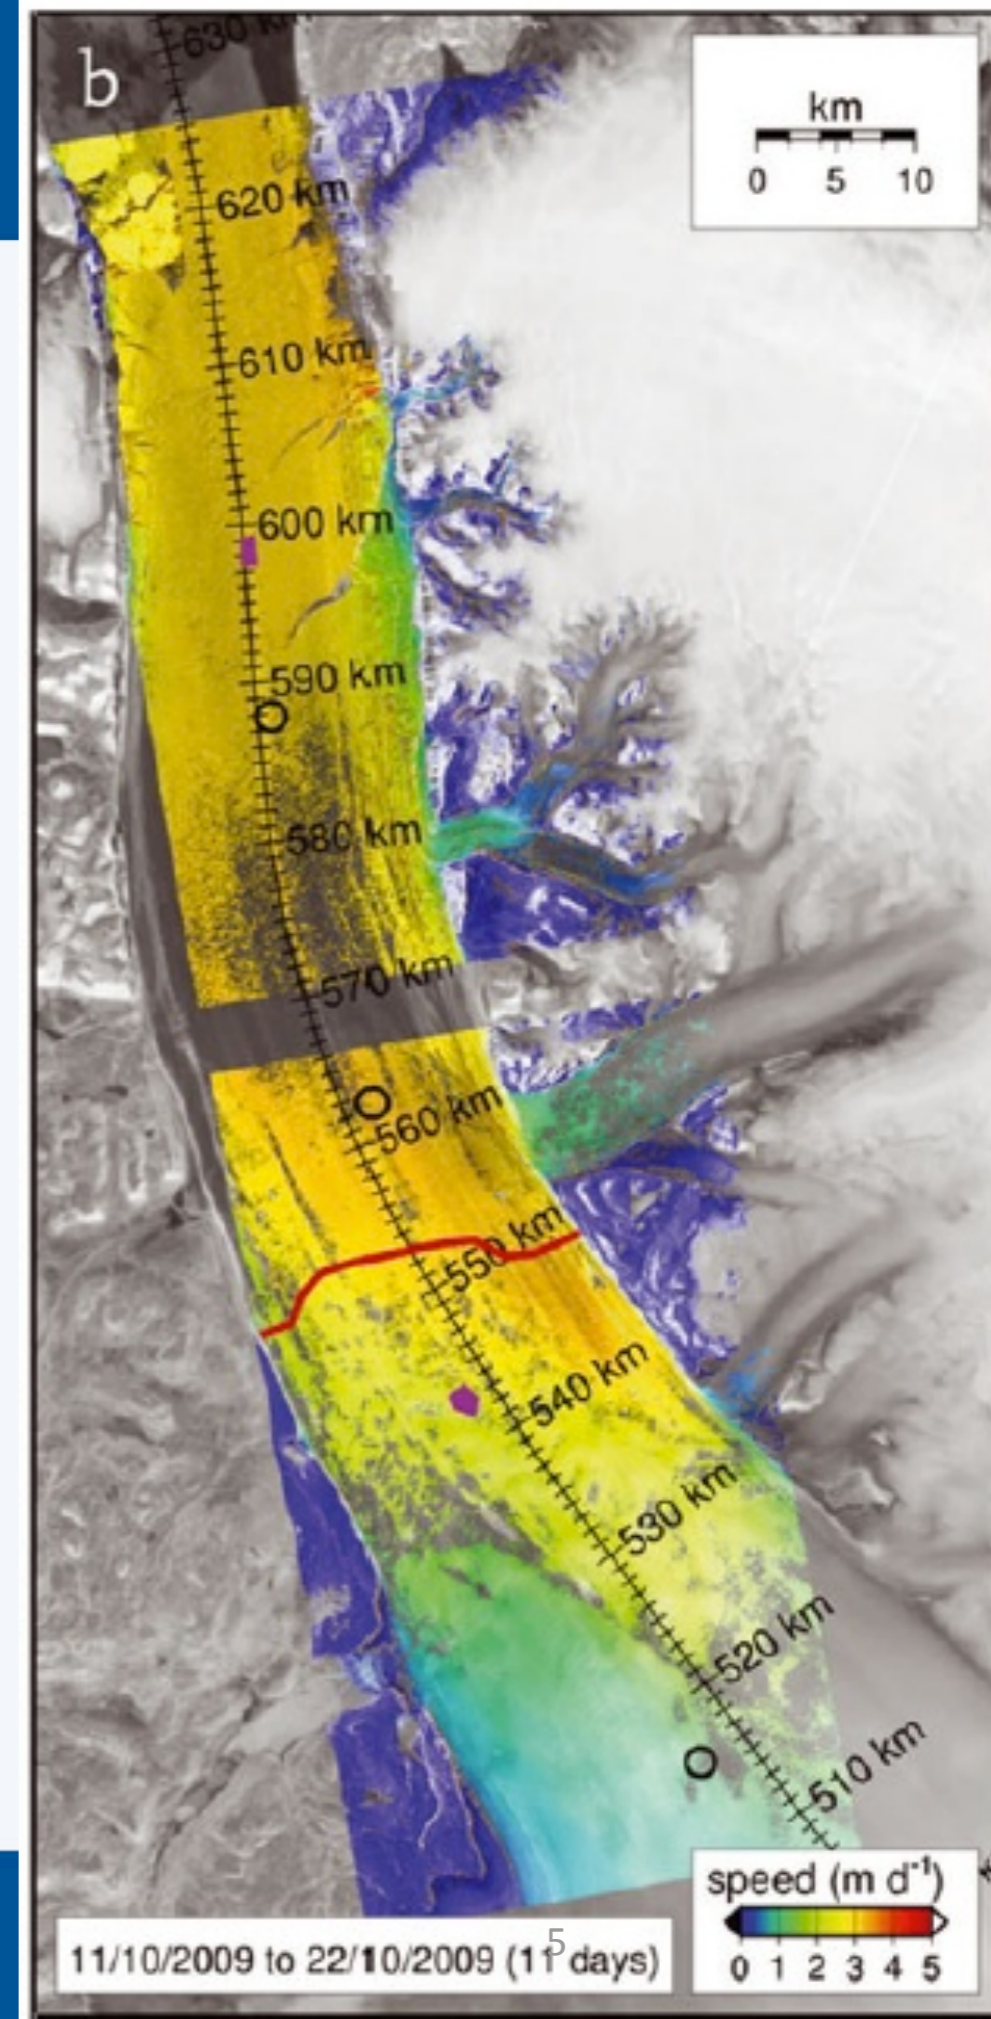 b
630 km
km
0 5 10
620 km
610 km
600 km
590 km
580 km
570 km
560 km
550 km
540 km
530 km
520 km
510 km
speed (m d⁻¹)
0 1 2 3 4 5
11/10/2009 to 22/10/2009 (11 days)
5